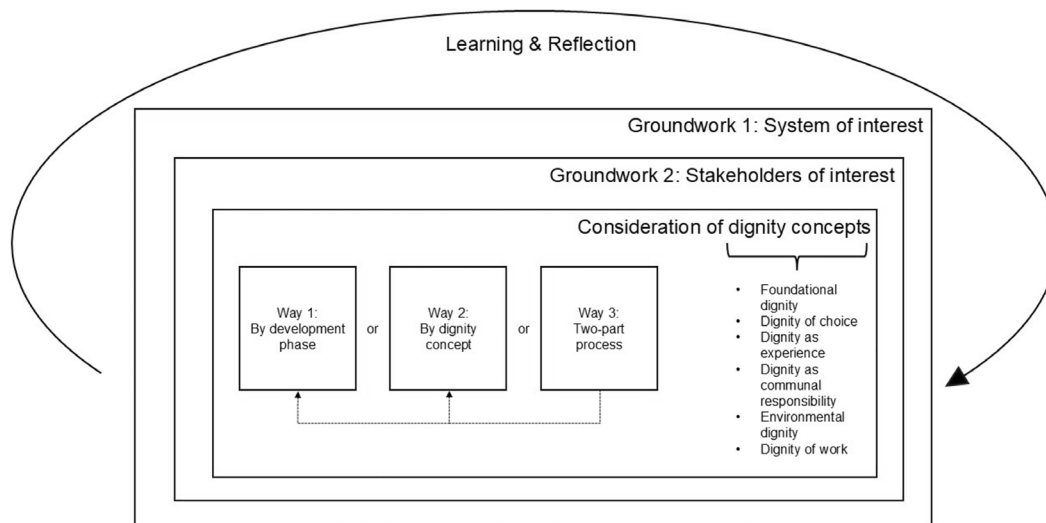 Learning & Reflection
Groundwork 1: System of interest
Groundwork 2: Stakeholders of interest
Consideration of dignity concepts
Way 1:
By development
phase
or
Way 2:
By dignity
concept
or
Way 3:
Two-part
process
• Foundational
dignity
• Dignity of choice
• Dignity as
experience
• Dignity as
communal
responsibility
• Environmental
dignity
• Dignity of work